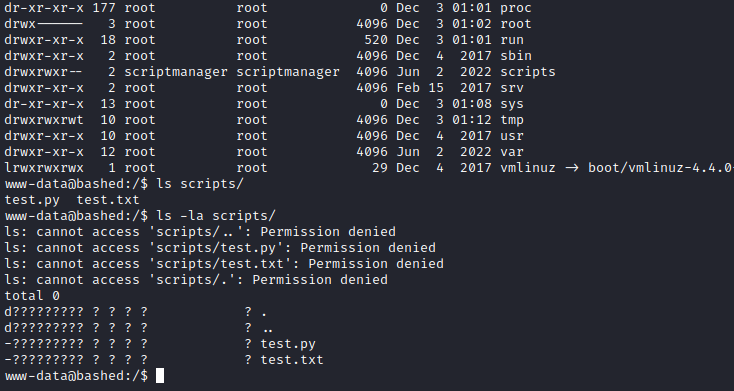 dr-xr-xr-x 177 root          root             0 Dec  3 01:01 proc
drwx------   3 root          root          4096 Dec  3 01:02 root
drwxr-xr-x  18 root          root           520 Dec  3 01:01 run
drwxr-xr-x   2 root          root          4096 Dec  4  2017 sbin
drwxrwxr--   2 scriptmanager scriptmanager 4096 Jun  2  2022 scripts
drwxr-xr-x   2 root          root          4096 Feb 15  2017 srv
dr-xr-xr-x  13 root          root             0 Dec  3 01:08 sys
drwxrwxrwt  10 root          root          4096 Dec  3 01:12 tmp
drwxr-xr-x  10 root          root          4096 Dec  4  2017 usr
drwxr-xr-x  12 root          root          4096 Jun  2  2022 var
lrwxrwxrwx   1 root          root            29 Dec  4  2017 vmlinuz -> boot/vmlinuz-4.4.0-
www-data@bashed:/$ ls scripts/
test.py  test.txt
www-data@bashed:/$ ls -la scripts/
ls: cannot access 'scripts/..': Permission denied
ls: cannot access 'scripts/test.py': Permission denied
ls: cannot access 'scripts/test.txt': Permission denied
ls: cannot access 'scripts/.': Permission denied
total 0
d????????? ? ? ? ?            ? .
d????????? ? ? ? ?            ? ..
-????????? ? ? ? ?            ? test.py
-????????? ? ? ? ?            ? test.txt
www-data@bashed:/$